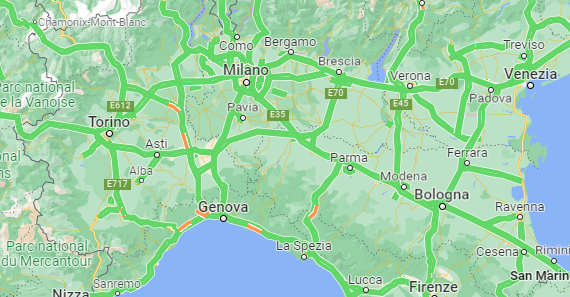 Chamonix-Mont-Blanc
Como
Bergamo
Treviso
Brescia
Milano
Verona
Venezia
E70
Parc national
de la Vanoise
E612
E70
Padova
Pavia
E45
E35
Torino
Asti
Parma
Ferrara
Alba
Modena
E717
Bologna
Genova
Ravenna
Parc national
du Mercantour
La Spezia
Cesena
Rimini
San Marin
Sanremo
Lucca
Nizza
Firenze